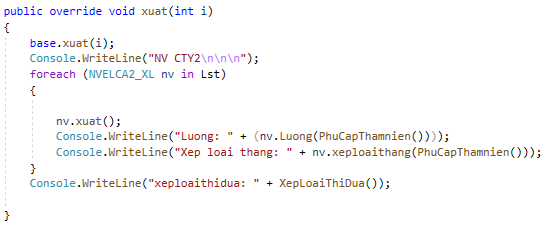 public override void xuat(int i)
{
base.xuat(i);
Console.WriteLine("NV CTY2\n\n\n");
foreach (NVELCA2_XL nv in Lst)
{
nv.xuat();
Console.WriteLine("Luong: " + (nv.Luong(PhuCapThamnien())));
Console.WriteLine("Xep loai thang: " + nv.xeploaithang(PhuCapThamnien()));
}
Console.WriteLine("xeploaithidua: " + XepLoaiThiDua());
}